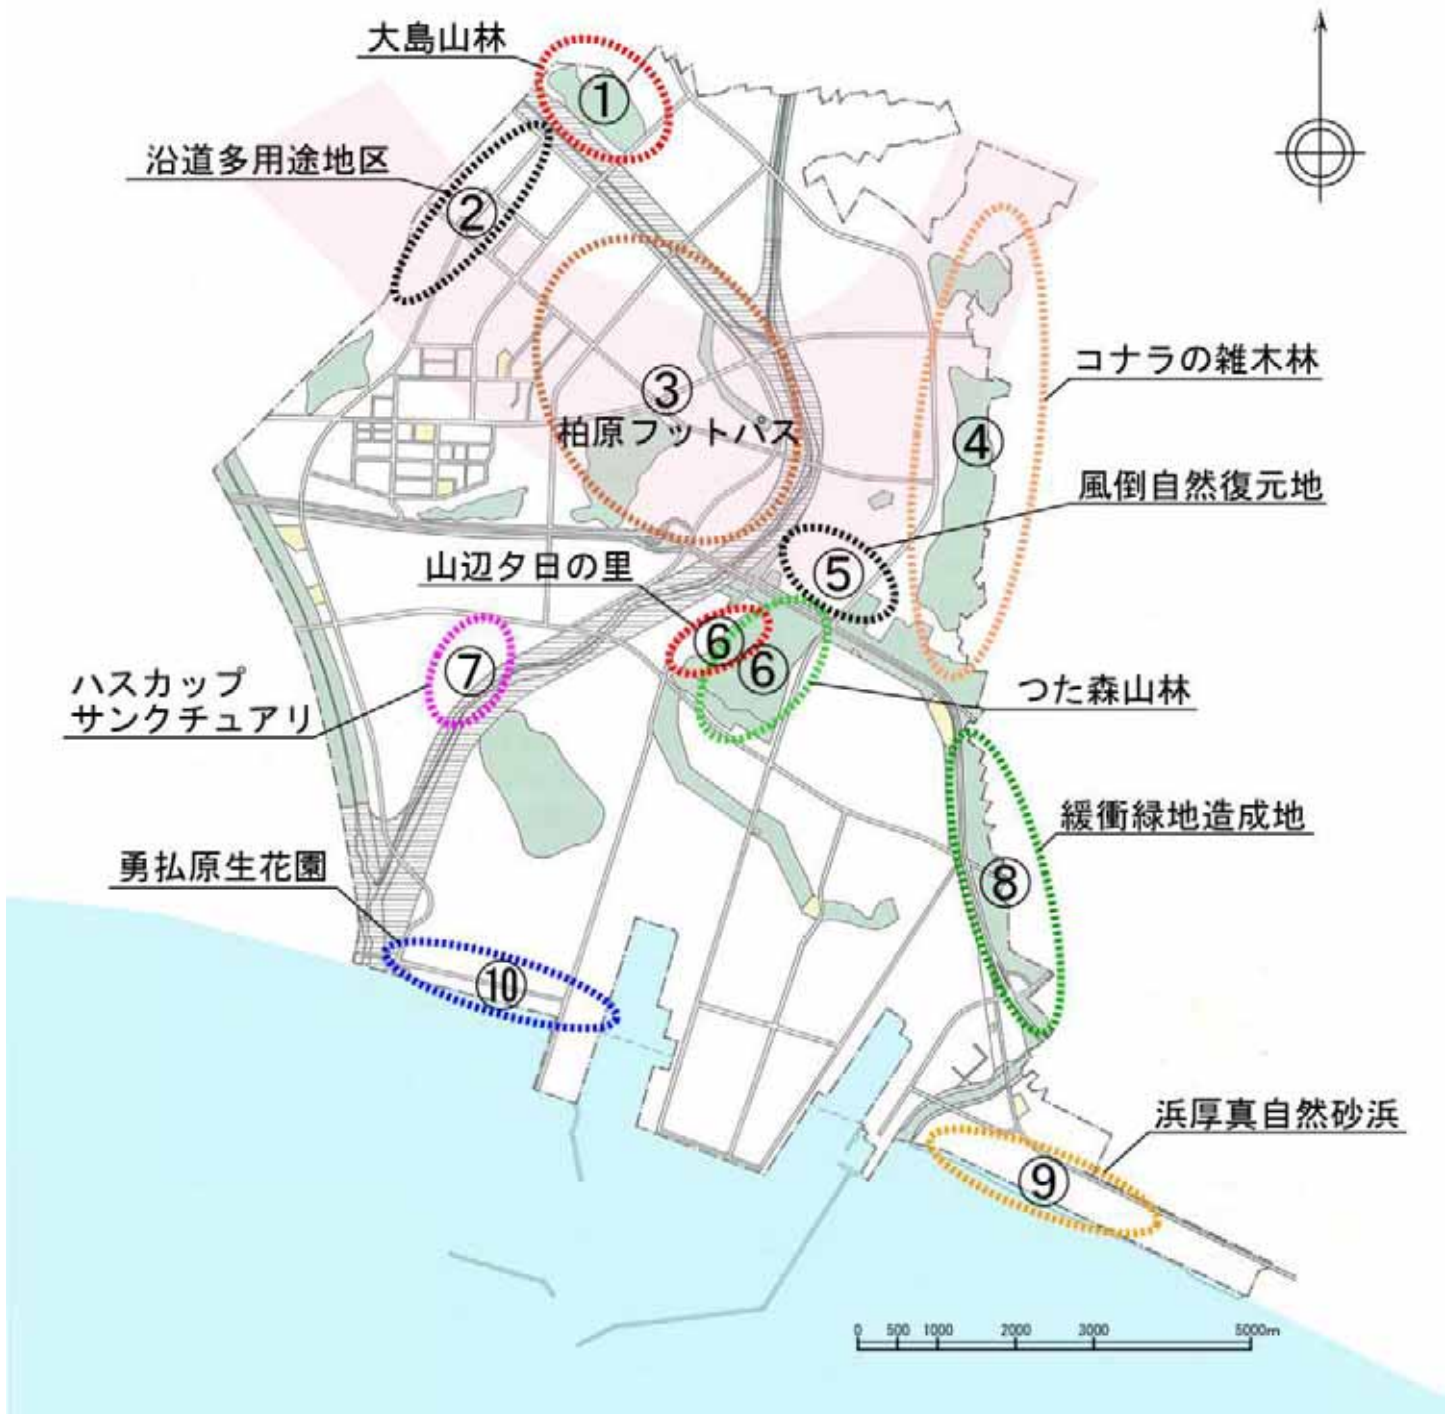 大島山林
①
沿道多用途地区
②
③
柏原フットパス
コナラの雑木林
④
風倒自然復元地
⑤
山辺夕日の里
⑥
⑥
つた森山林
ハスカップ
サンクチュアリ
⑦
緩衝緑地造成地
⑧
勇払原生花園
⑩
浜厚真自然砂浜
⑨
0 500 1000 2000 3000 5000m